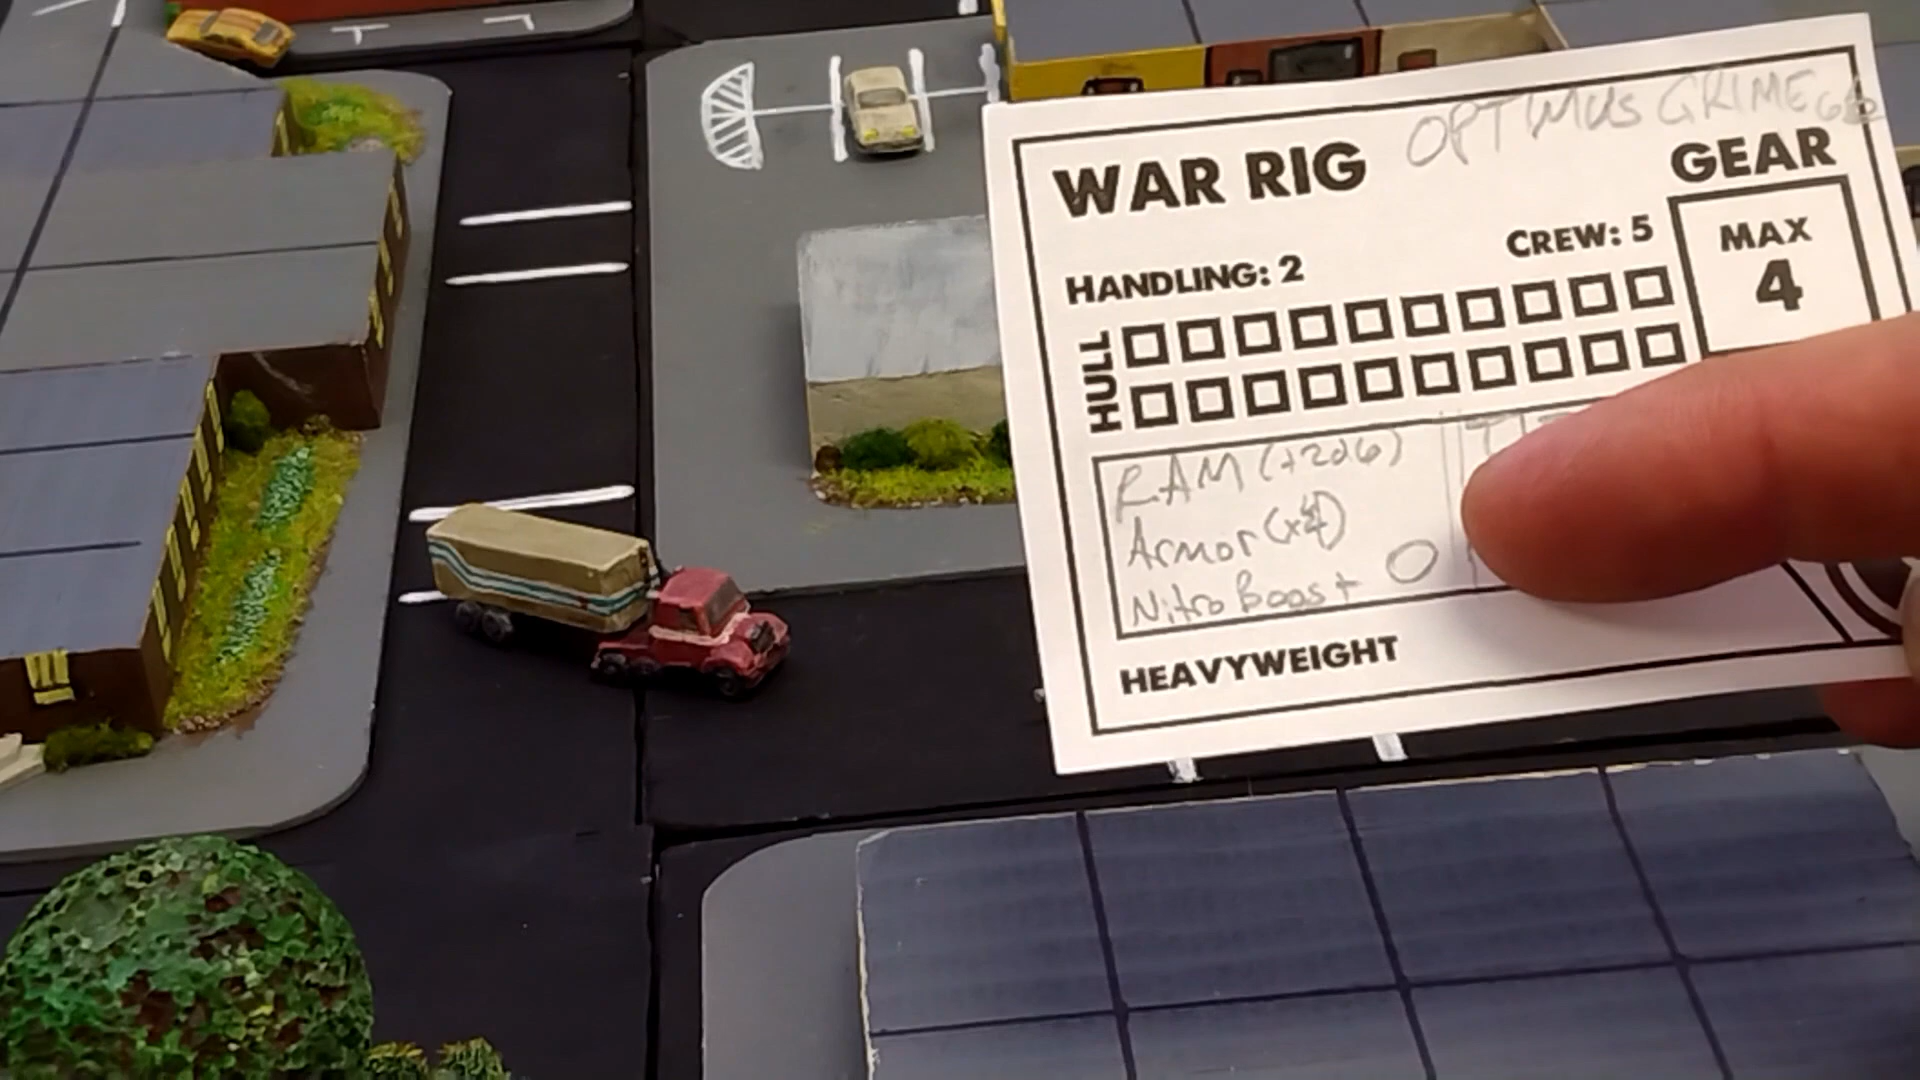 OPTIMUS GRIME
WAR RIG
GEAR
MAX
4
CREW: 5
HANDLING: 2
HULL
RAM (+2d6)
Armor (x4)
Nitro Boost
HEAVYWEIGHT